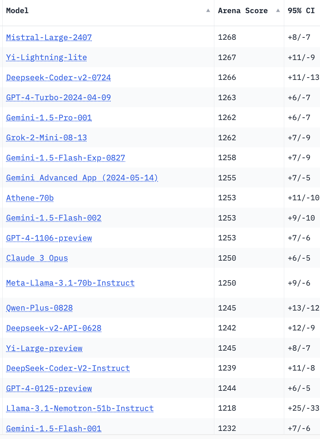 Model Arena Score 95% CI
Mistral-Large-2407 1268 +8/-7
Yi-Lightning-lite 1267 +11/-9
Deepseek-Coder-v2-0724 1266 +11/-13
GPT-4-Turbo-2024-04-09 1263 +6/-7
Gemini-1.5-Pro-001 1262 +6/-7
Grok-2-Mini-08-13 1262 +7/-9
Gemini-1.5-Flash-Exp-0827 1258 +9/-9
Gemini Advanced App (2024-05-14) 1255 +7/-5
Athene-70b 1253 +11/-10
Gemini-1.5-Flash-002 1253 +9/-10
GPT-4-1106-preview 1253 +7/-6
Claude 3 Opus 1250 +6/-5
Meta-Llama-3.1-70b-Instruct 1250 +9/-6
Qwen-Plus-0828 1245 +13/-12
Deepseek-v2-API-0628 1242 +12/-9
Yi-Large-preview 1245 +8/-7
DeepSeek-Coder-V2-Instruct 1239 +11/-8
GPT-4-0125-preview 1244 +6/-5
Llama-3.1-Nemotron-51b-Instruct 1218 +25/-33
Gemini-1.5-Flash-001 1232 +7/-6